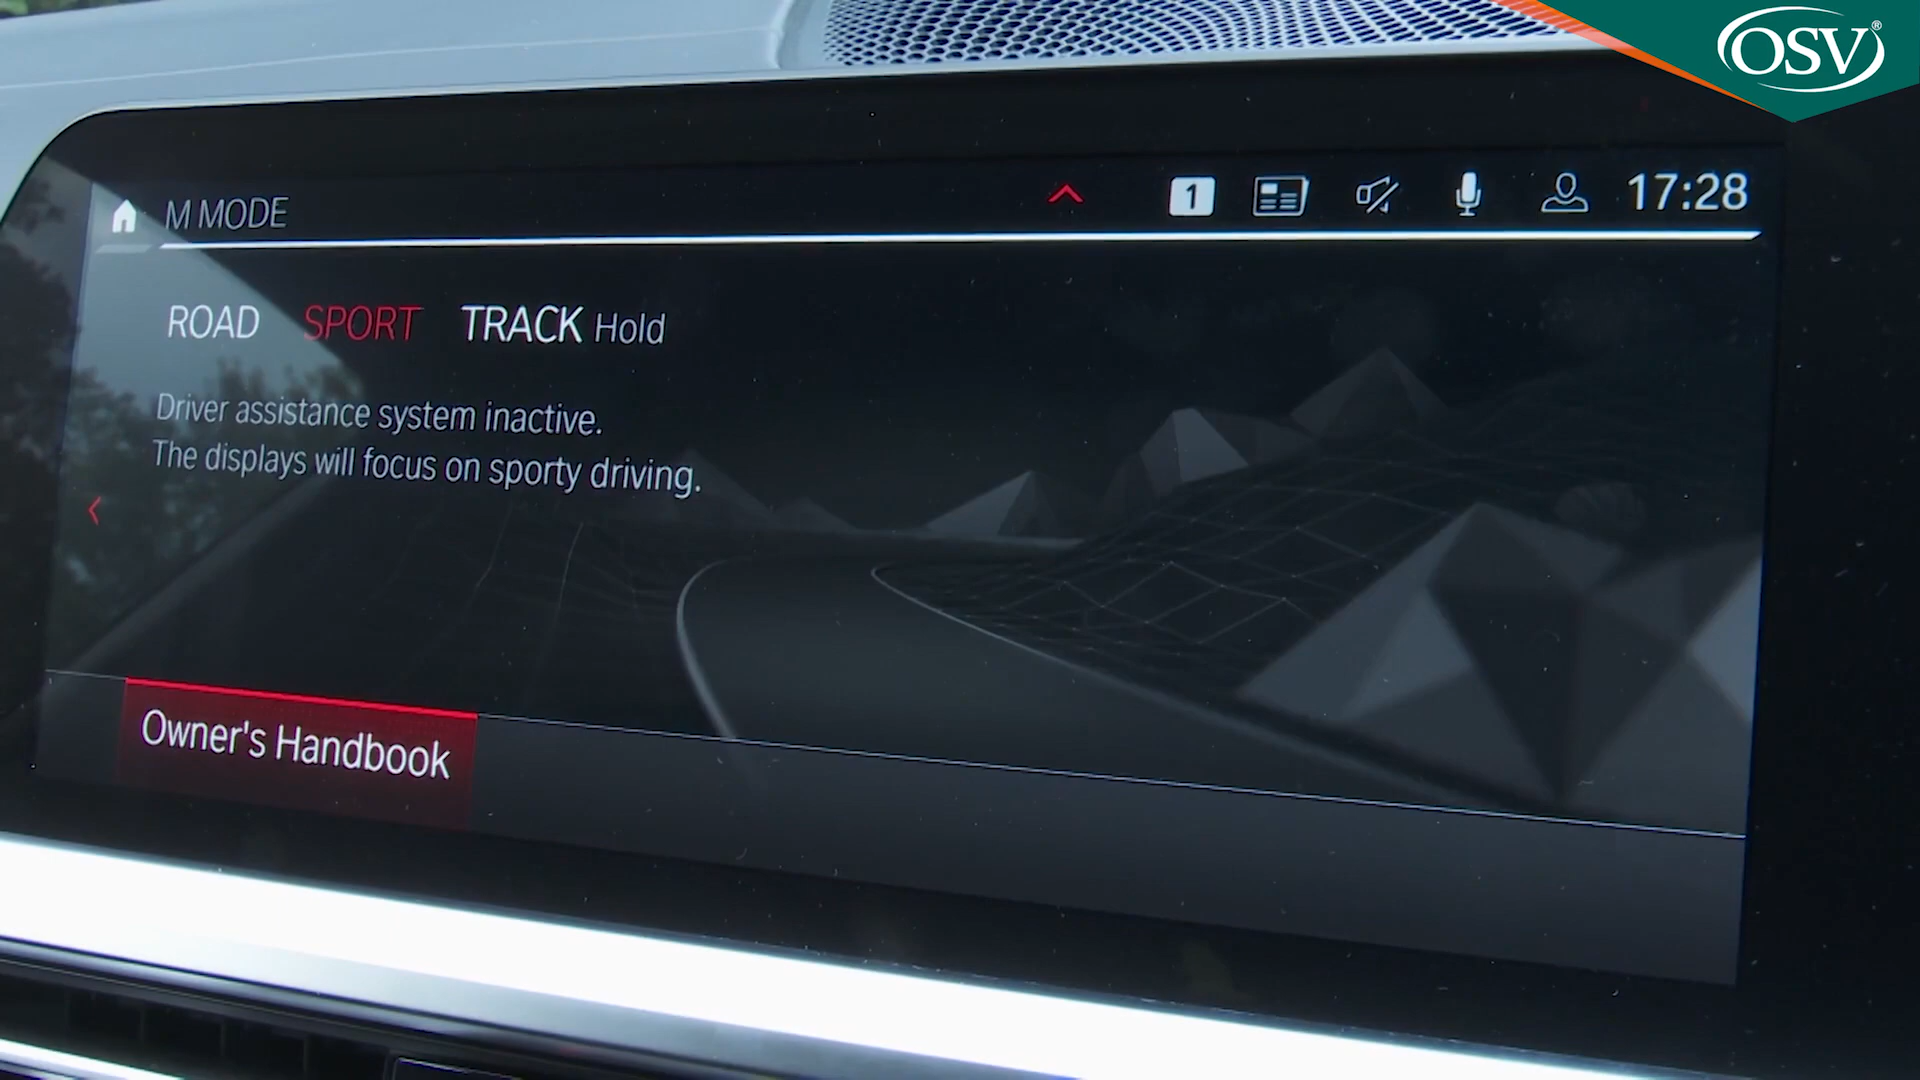 OSV®
M MODE
1
17:28
ROAD SPORT TRACK Hold
Driver assistance system inactive.
The displays will focus on sporty driving.
Owner's Handbook